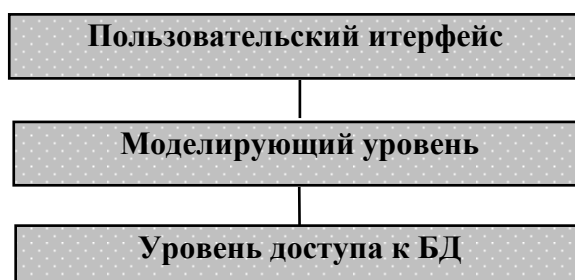 Пользовательский итерфейс
Моделирующий уровень
Уровень доступа к БД